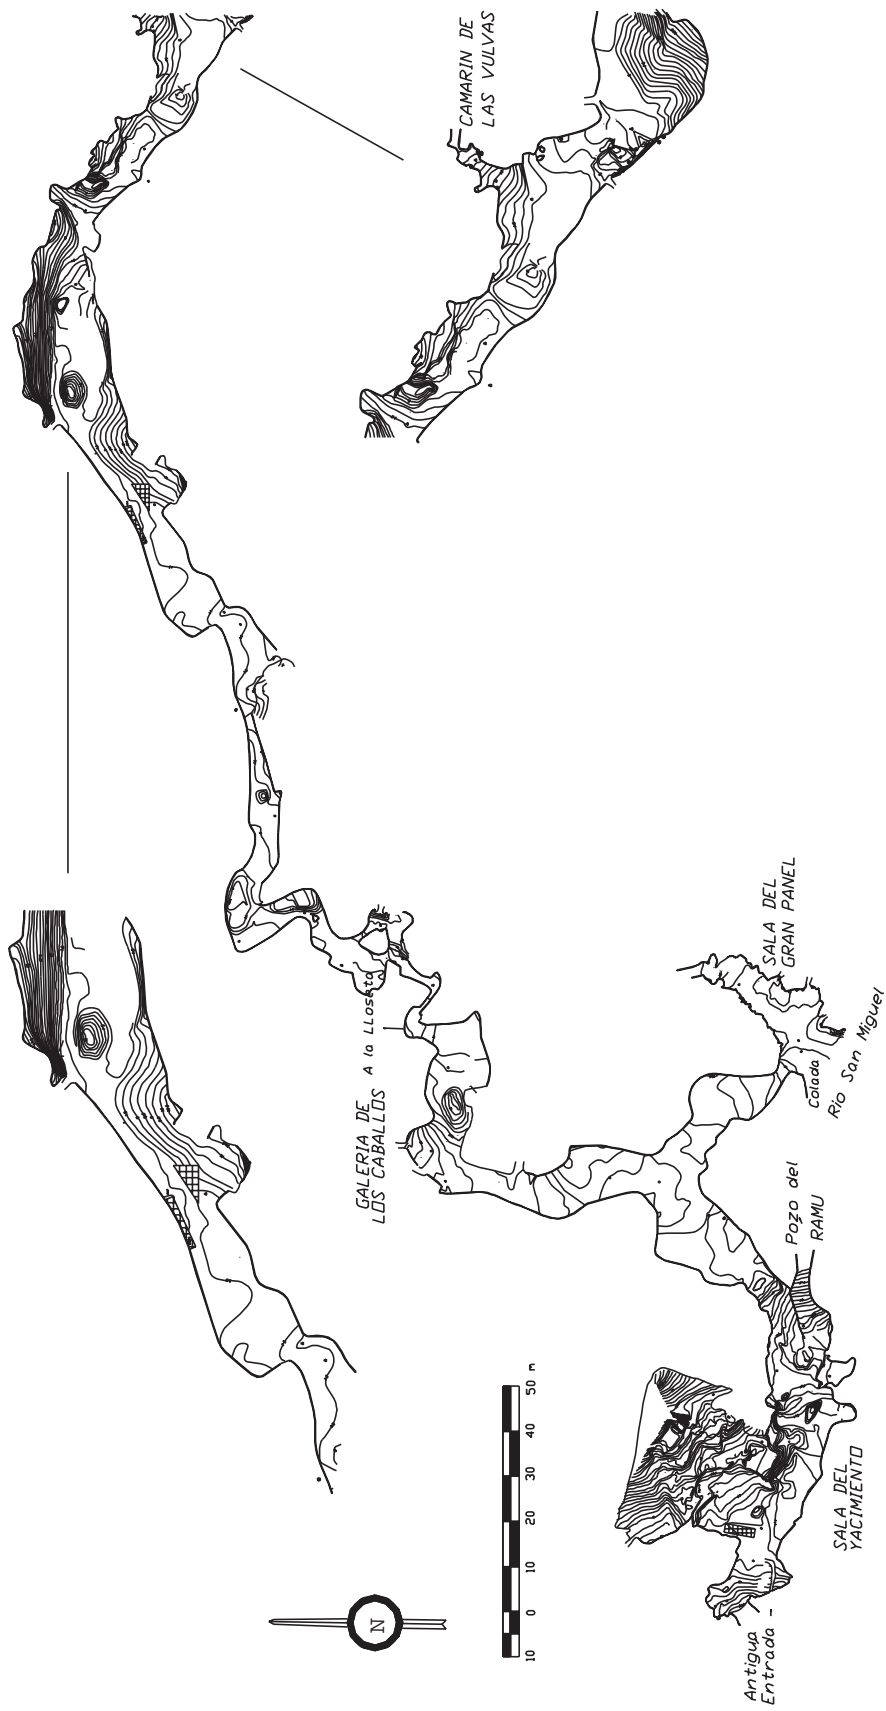 CAMARIN DE
LAS VULVAS
SALA DEL
GRAN PANEL
A la LLoseta
Colada
Rio San Miguel
GALERIA DE
LOS CABALLOS
Pozo del
RAMU
SALA DEL
YACIMIENTO
Antigua
Entrada
10 0 10 20 30 40 50 m
N